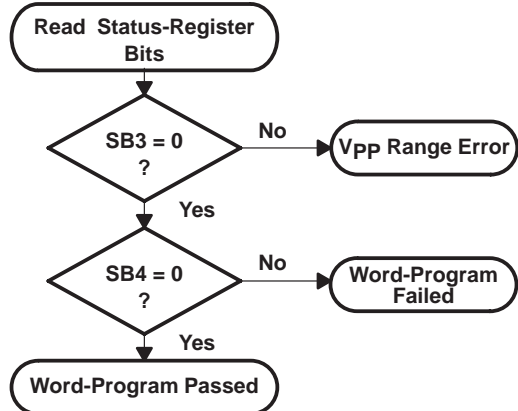 Read Status-Register
Bits
SB3 = 0
?
No
VPP Range Error
Yes
SB4 = 0
?
No
Word-Program
Failed
Yes
Word-Program Passed